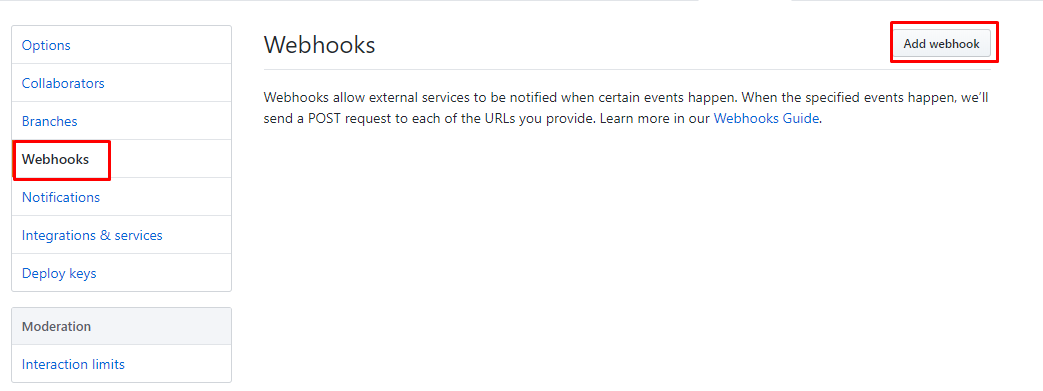 Options
Collaborators
Branches
Webhooks
Notifications
Integrations & services
Deploy keys
Moderation
Interaction limits
Webhooks
Add webhook
Webhooks allow external services to be notified when certain events happen. When the specified events happen, we’ll
send a POST request to each of the URLs you provide. Learn more in our Webhooks Guide.